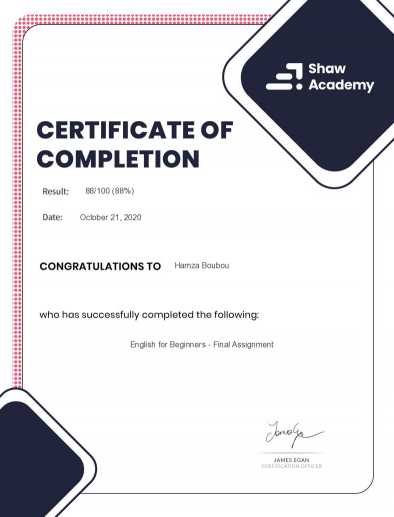 Shaw
Academy
CERTIFICATE OF
COMPLETION
Result: 88/100 (88%)
Date: October 21, 2020
CONGRATULATIONS TO Hamza Boubou
who has successfully completed the following:
English for Beginners - Final Assignment
JAMES EGAN
CERTIFICATION OFFICER